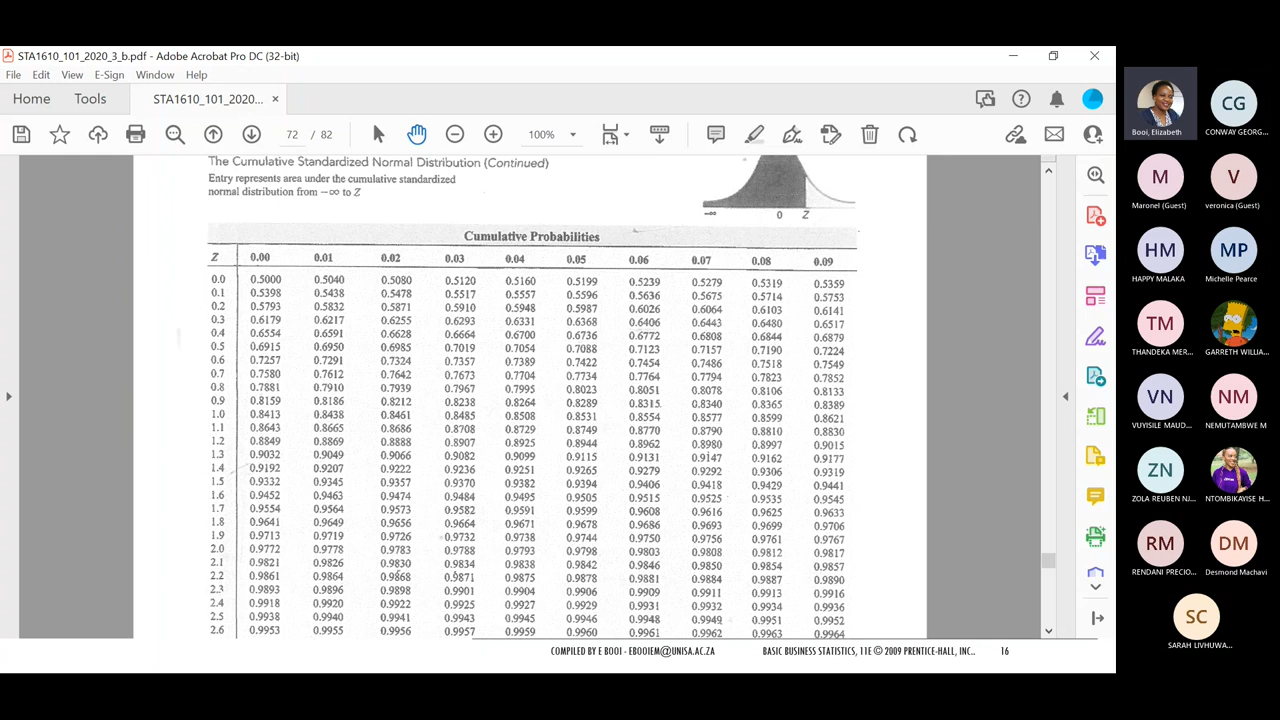 STA1610_101_2020_3_b.pdf - Adobe Acrobat Pro DC (32-bit)
File Edit View E-Sign Window Help
Home Tools STA1610_101_2020... ×
72 / 82 100%
The Cumulative Standardized Normal Distribution (Continued)
Entry represents area under the cumulative standardized
normal distribution from −∞ to Z
−∞ 0 Z
Cumulative Probabilities
Z 0.00 0.01 0.02 0.03 0.04 0.05 0.06 0.07 0.08 0.09
0.0 0.5000 0.5040 0.5080 0.5120 0.5160 0.5199 0.5239 0.5279 0.5319 0.5359
0.1 0.5398 0.5438 0.5478 0.5517 0.5557 0.5596 0.5636 0.5675 0.5714 0.5753
0.2 0.5793 0.5832 0.5871 0.5910 0.5948 0.5987 0.6026 0.6064 0.6103 0.6141
0.3 0.6179 0.6217 0.6255 0.6293 0.6331 0.6368 0.6406 0.6443 0.6480 0.6517
0.4 0.6554 0.6591 0.6628 0.6664 0.6700 0.6736 0.6772 0.6808 0.6844 0.6879
0.5 0.6915 0.6950 0.6985 0.7019 0.7054 0.7088 0.7123 0.7157 0.7190 0.7224
0.6 0.7257 0.7291 0.7324 0.7357 0.7389 0.7422 0.7454 0.7486 0.7518 0.7549
0.7 0.7580 0.7612 0.7642 0.7673 0.7704 0.7734 0.7764 0.7794 0.7823 0.7852
0.8 0.7881 0.7910 0.7939 0.7967 0.7995 0.8023 0.8051 0.8078 0.8106 0.8133
0.9 0.8159 0.8186 0.8212 0.8238 0.8264 0.8289 0.8315 0.8340 0.8365 0.8389
1.0 0.8413 0.8438 0.8461 0.8485 0.8508 0.8531 0.8554 0.8577 0.8599 0.8621
1.1 0.8643 0.8665 0.8686 0.8708 0.8729 0.8749 0.8770 0.8790 0.8810 0.8830
1.2 0.8849 0.8869 0.8888 0.8907 0.8925 0.8944 0.8962 0.8980 0.8997 0.9015
1.3 0.9032 0.9049 0.9066 0.9082 0.9099 0.9115 0.9131 0.9147 0.9162 0.9177
1.4 0.9192 0.9207 0.9222 0.9236 0.9251 0.9265 0.9279 0.9292 0.9306 0.9319
1.5 0.9332 0.9345 0.9357 0.9370 0.9382 0.9394 0.9406 0.9418 0.9429 0.9441
1.6 0.9452 0.9463 0.9474 0.9484 0.9495 0.9505 0.9515 0.9525 0.9535 0.9545
1.7 0.9554 0.9564 0.9573 0.9582 0.9591 0.9599 0.9608 0.9616 0.9625 0.9633
1.8 0.9641 0.9649 0.9656 0.9664 0.9671 0.9678 0.9686 0.9693 0.9699 0.9706
1.9 0.9713 0.9719 0.9726 0.9732 0.9738 0.9744 0.9750 0.9756 0.9761 0.9767
2.0 0.9772 0.9778 0.9783 0.9788 0.9793 0.9798 0.9803 0.9808 0.9812 0.9817
2.1 0.9821 0.9826 0.9830 0.9834 0.9838 0.9842 0.9846 0.9850 0.9854 0.9857
2.2 0.9861 0.9864 0.9868 0.9871 0.9875 0.9878 0.9881 0.9884 0.9887 0.9890
2.3 0.9893 0.9896 0.9898 0.9901 0.9904 0.9906 0.9909 0.9911 0.9913 0.9916
2.4 0.9918 0.9920 0.9922 0.9925 0.9927 0.9929 0.9931 0.9932 0.9934 0.9936
2.5 0.9938 0.9940 0.9941 0.9943 0.9945 0.9946 0.9948 0.9949 0.9951 0.9952
2.6 0.9953 0.9955 0.9956 0.9957 0.9959 0.9960 0.9961 0.9962 0.9963 0.9964
COMPILED BY E BOOI - EBOOIEM@UNISA.AC.ZA BASIC BUSINESS STATISTICS, 11E © 2009 PRENTICE-HALL, INC.. 16
CG
Booi, Elizabeth CONWAY GEORG...
M V
Maronel (Guest) veronica (Guest)
HM MP
HAPPY MALAKA Michelle Pearce
TM
THANDEKA MER... GARRETH WILLIA...
VN NM
VUYISILE MAUD... NEMUTAMBWE M
ZN
ZOLA REUBEN NJ... NTOMBIKAYISE H...
RM DM
RENDANI PRECIO... Desmond Machavi
SC
SARAH LIVHUWA...